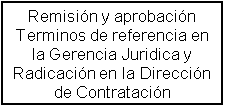 Remisión y aprobación
Terminos de referencia en
la Gerencia Juridica y
Radicación en la Dirección
de Contratación